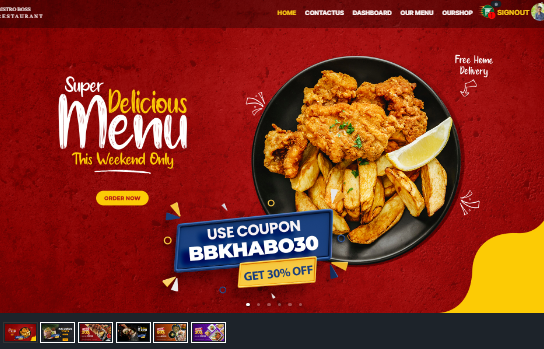 BISTRO BOSS
RESTAURANT
HOME CONTACTUS DASHBOARD OUR MENU OURSHOP SIGNOUT
Free Home
Delivery
Super
Delicious
Menu
This Weekend Only
ORDER NOW
USE COUPON
BBKHABO30
GET 30% OFF